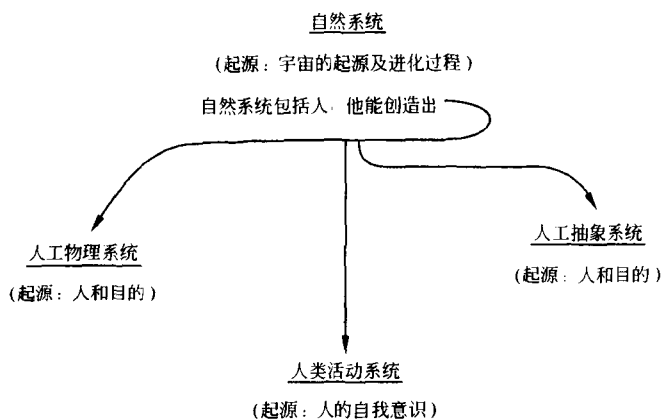 自然系统
(起源：宇宙的起源及进化过程)
自然系统包括人，他能创造出
人工物理系统
(起源：人和目的)
人工抽象系统
(起源：人和目的)
人类活动系统
(起源：人的自我意识)